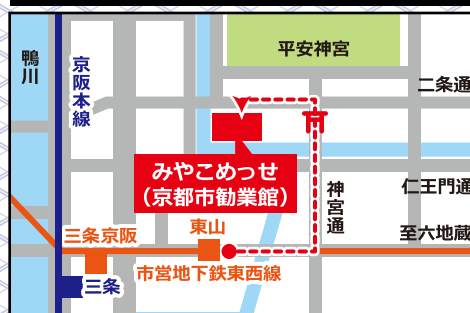 平安神宮
鴨川
京阪本線
二条通
みやこめっせ
（京都市勧業館）
神宮通
仁王門通
三条京阪
東山
至六地蔵
市営地下鉄東西線
三条